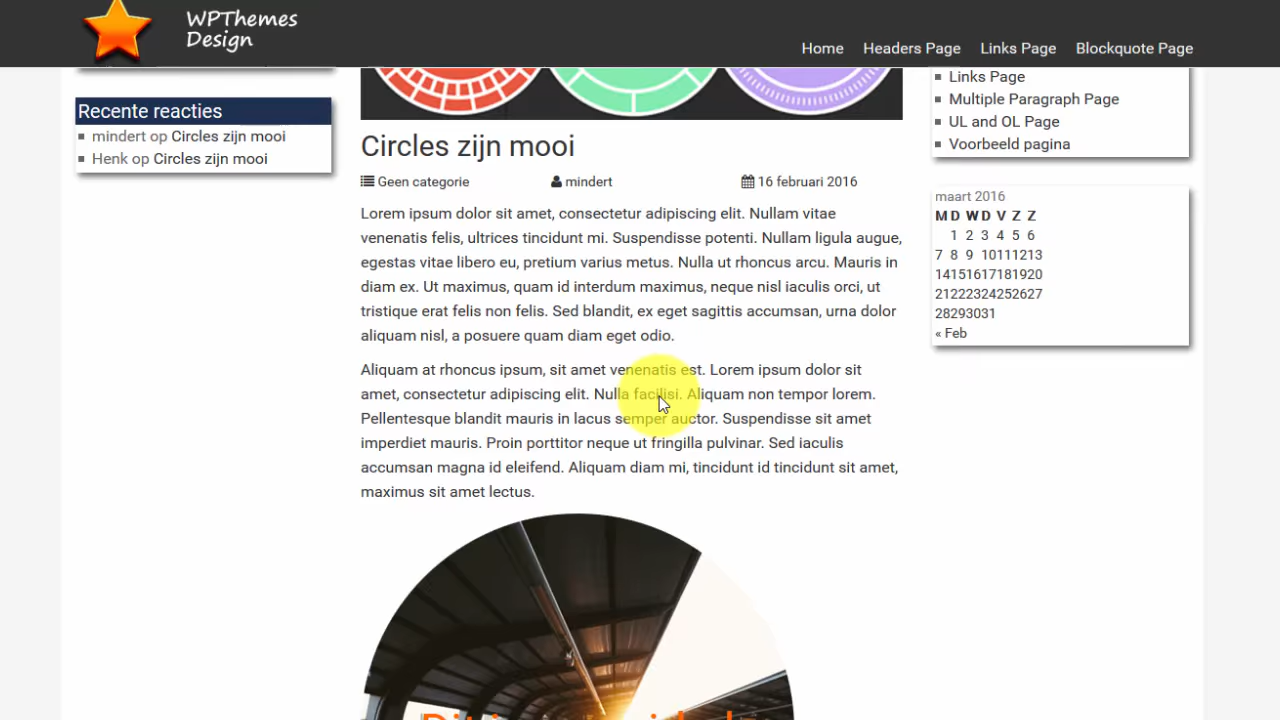 WPThemes
Design
Home Headers Page Links Page Blockquote Page
Recente reacties
mindert op Circles zijn mooi
Henk op Circles zijn mooi
Circles zijn mooi
Geen categorie mindert 16 februari 2016
Lorem ipsum dolor sit amet, consectetur adipiscing elit. Nullam vitae
venenatis felis, ultrices tincidunt mi. Suspendisse potenti. Nullam ligula augue,
egestas vitae libero eu, pretium varius metus. Nulla ut rhoncus arcu. Mauris in
diam ex. Ut maximus, quam id interdum maximus, neque nisl iaculis orci, ut
tristique erat felis non felis. Sed blandit, ex eget sagittis accumsan, urna dolor
aliquam nisl, a posuere quam diam eget odio.
Aliquam at rhoncus ipsum, sit amet venenatis est. Lorem ipsum dolor sit
amet, consectetur adipiscing elit. Nulla facilisi. Aliquam non tempor lorem.
Pellentesque blandit mauris in lacus semper auctor. Suspendisse sit amet
imperdiet mauris. Proin porttitor neque ut fringilla pulvinar. Sed iaculis
accumsan magna id eleifend. Aliquam diam mi, tincidunt id tincidunt sit amet,
maximus sit amet lectus.
Links Page
Multiple Paragraph Page
UL and OL Page
Voorbeeld pagina
maart 2016
M D W D V Z Z
1 2 3 4 5 6
7 8 9 10 11 12 13
14 15 16 17 18 19 20
21 22 23 24 25 26 27
28 29 30 31
« Feb